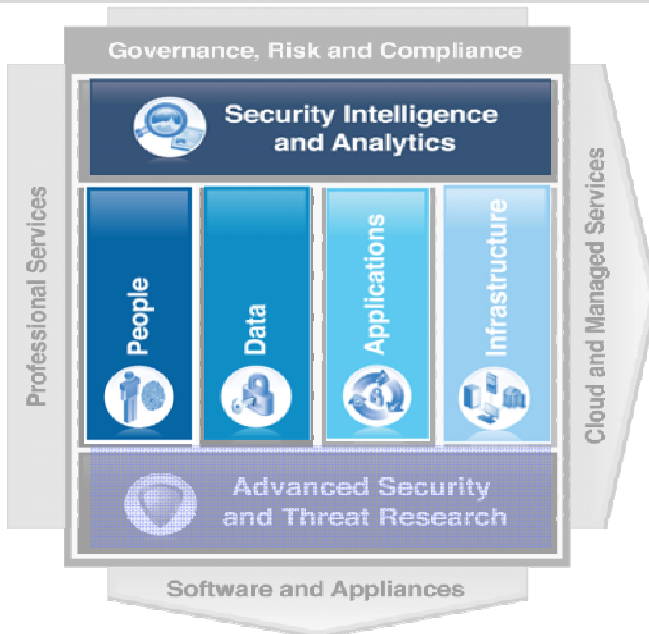 Governance, Risk and Compliance
Security Intelligence
and Analytics
Professional Services
People
Data
Applications
Infrastructure
Cloud and Managed Services
Advanced Security
and Threat Research
Software and Appliances